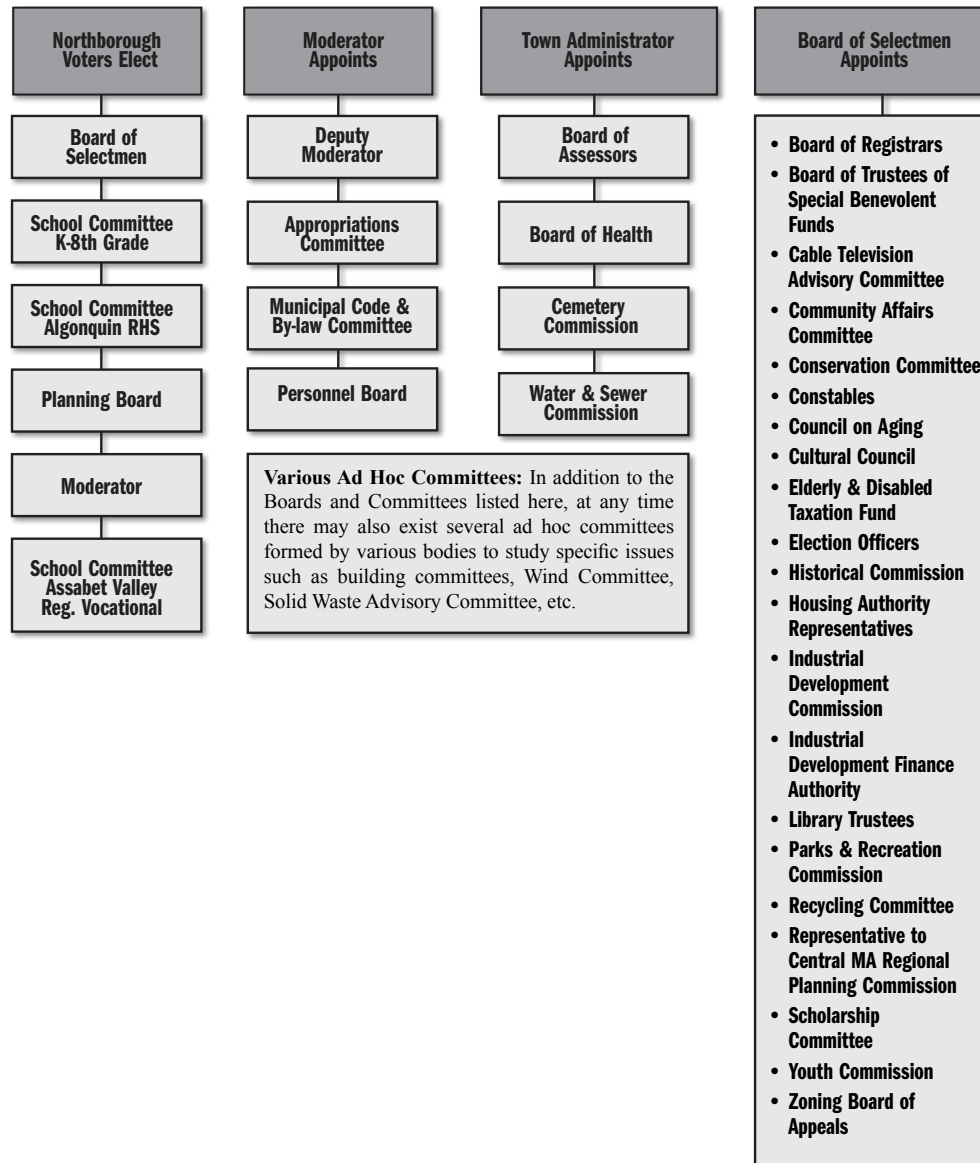 Northborough
Voters Elect
Board of
Selectmen
School Committee
K-8th Grade
School Committee
Algonquin RHS
Planning Board
Moderator
School Committee
Assabet Valley
Reg. Vocational
Moderator
Appoints
Deputy
Moderator
Appropriations
Committee
Municipal Code &
By-law Committee
Personnel Board
Town Administrator
Appoints
Board of
Assessors
Board of Health
Cemetery
Commission
Water & Sewer
Commission
Various Ad Hoc Committees: In addition to the
Boards and Committees listed here, at any time
there may also exist several ad hoc committees
formed by various bodies to study specific issues
such as building committees, Wind Committee,
Solid Waste Advisory Committee, etc.
Board of Selectmen
Appoints
• Board of Registrars
• Board of Trustees of
Special Benevolent
Funds
• Cable Television
Advisory Committee
• Community Affairs
Committee
• Conservation Committee
• Constables
• Council on Aging
• Cultural Council
• Elderly & Disabled
Taxation Fund
• Election Officers
• Historical Commission
• Housing Authority
Representatives
• Industrial
Development
Commission
• Industrial
Development Finance
Authority
• Library Trustees
• Parks & Recreation
Commission
• Recycling Committee
• Representative to
Central MA Regional
Planning Commission
• Scholarship
Committee
• Youth Commission
• Zoning Board of
Appeals